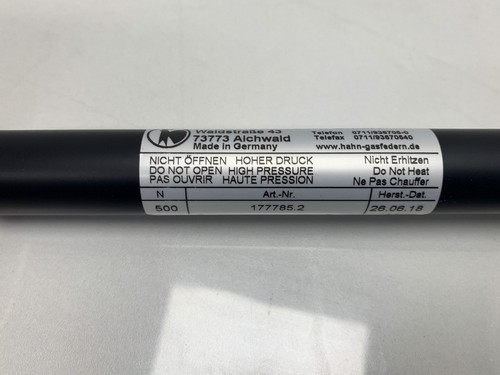 Waldstraße 43 Telefon 0711/936705-0
73773 Aichwald Telefax 0711/93670540
Made in Germany www.hahn-gasfedern.de
NICHT ÖFFNEN HOHER DRUCK Nicht Erhitzen
DO NOT OPEN HIGH PRESSURE Do Not Heat
PAS OUVRIR HAUTE PRESSION Ne Pas Chauffer
N Art.-Nr. Herst.-Dat.
500 177785.2 26.06.18